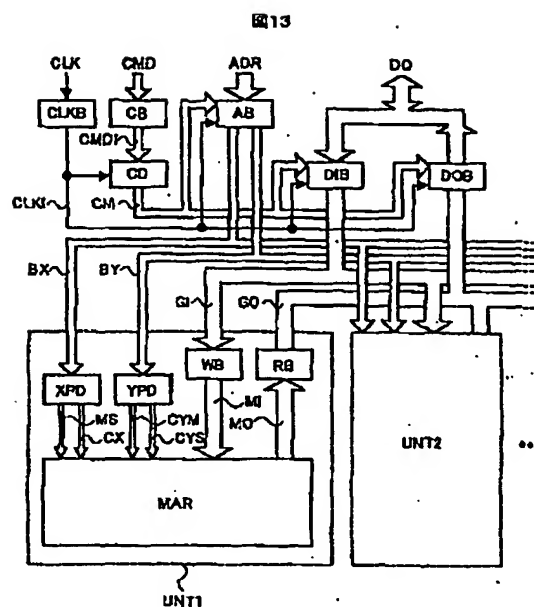 図13
CLK CMD ADR DQ
CLKB CB AB
CMDI
CD DIB DOB
CLKI CM
BX BY GI GO
WB RB
XPD YPD
MS CYM MI
CX CYS MO
UNT2
MAR
UNT1